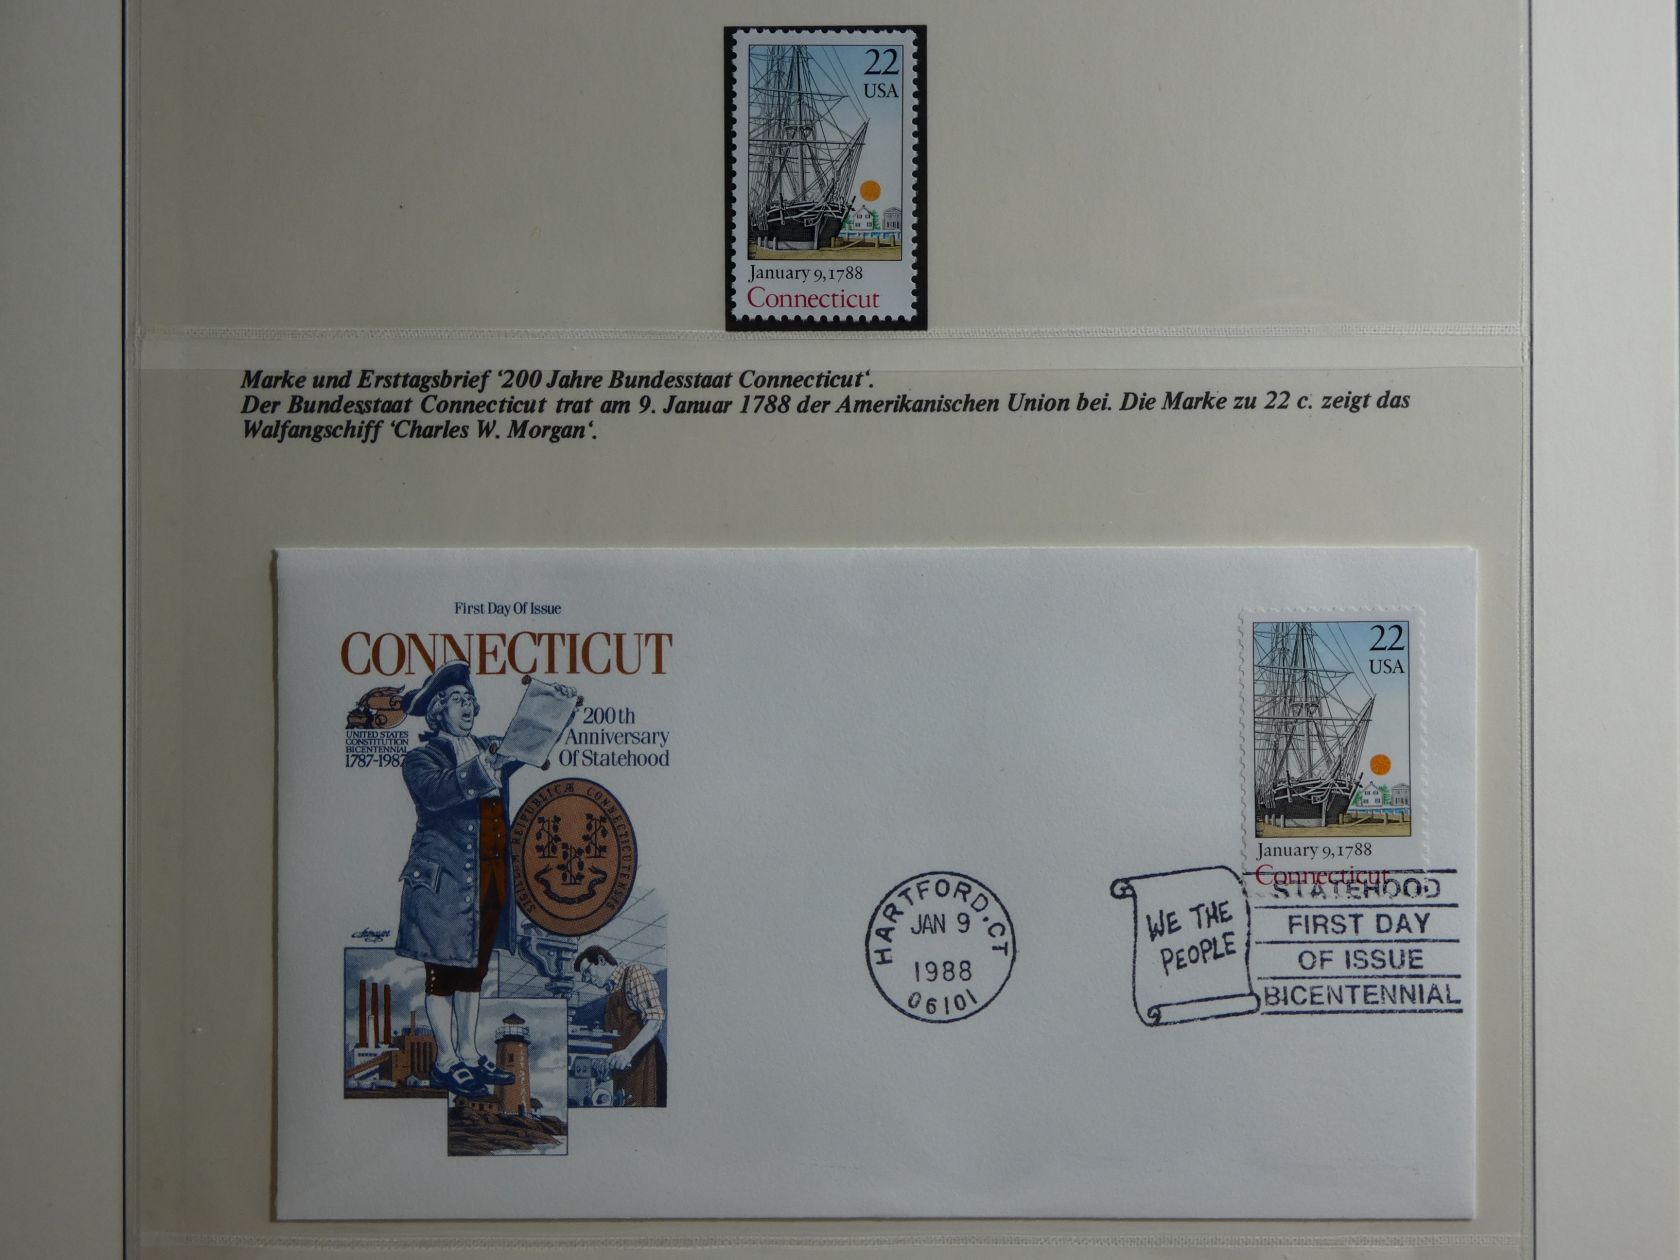 22
USA
January 9, 1788
Connecticut
Marke und Ersttagsbrief ‘200 Jahre Bundesstaat Connecticut‘.
Der Bundesstaat Connecticut trat am 9. Januar 1788 der Amerikanischen Union bei. Die Marke zu 22 c. zeigt das
Walfangschiff ‘Charles W. Morgan‘.
First Day Of Issue
CONNECTICUT
UNITED STATES
CONSTITUTION
BICENTENNIAL
1787-1987
200th
Anniversary
Of Statehood
SIGILLUM REIPUBLICÆ CONNECTICUTENSIS
22
USA
January 9, 1788
Connecticut
HARTFORD, CT
JAN 9
1988
06101
WE THE
PEOPLE
STATEHOOD
FIRST DAY
OF ISSUE
BICENTENNIAL